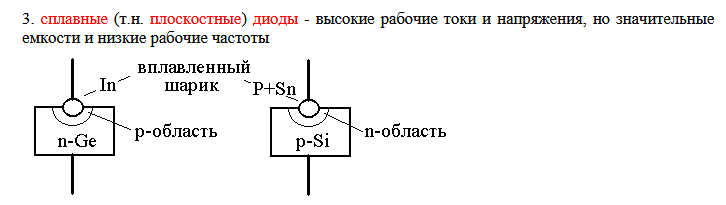 3. сплавные (т.н. плоскостные) диоды - высокие рабочие токи и напряжения, но значительные
емкости и низкие рабочие частоты
вплавленный
In
шарик
P+Sn
n-Ge
p-область
p-Si
n-область